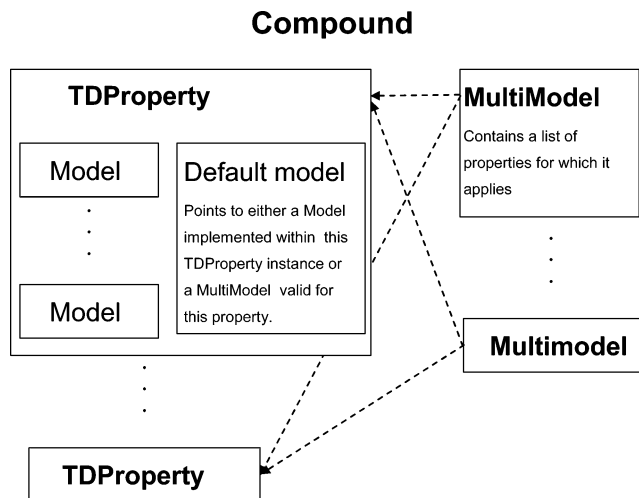 Compound
TDProperty
Model
Model
Default model
Points to either a Model
implemented within this
TDProperty instance or
a MultiModel valid for
this property.
MultiModel
Contains a list of
properties for which it
applies
Multimodel
TDProperty